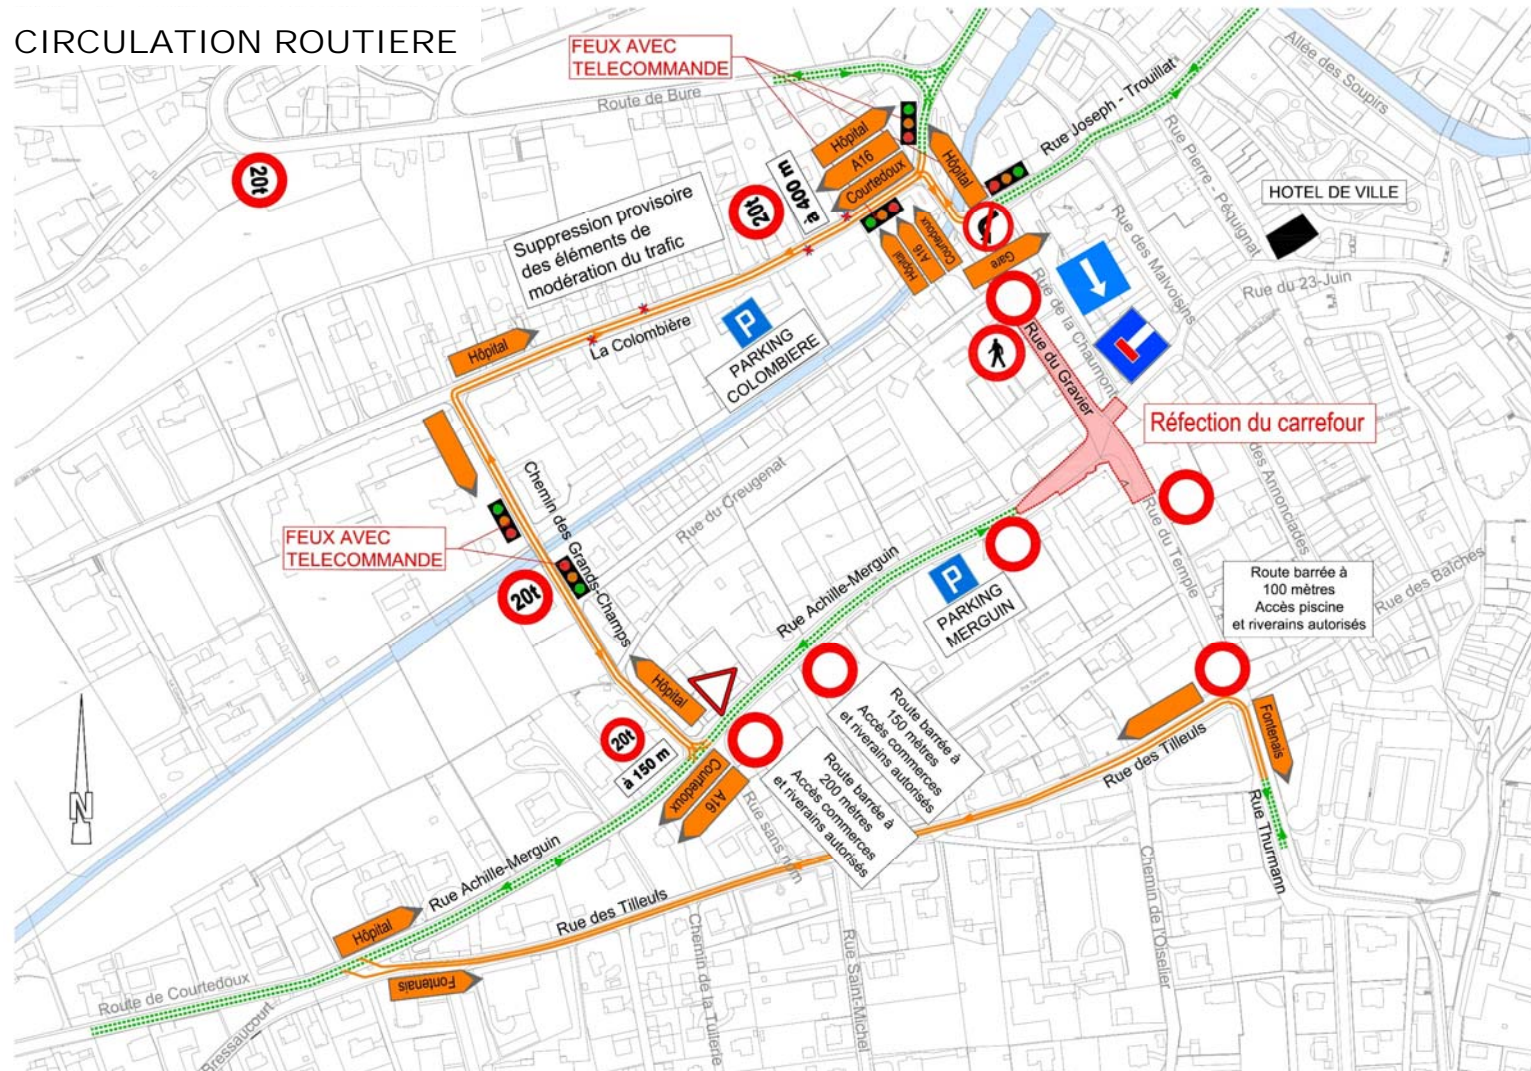 CIRCULATION ROUTIERE
FEUX AVEC
TELECOMMANDE
Route de Bure
Hôpital
A16
Courtedoux
Hôpital
Rue Joseph - Trouillat
Allée des Soupirs
Rue Pierre - Péquignat
HOTEL DE VILLE
20t
20t
à 400 m
Suppression provisoire
des éléments de
modération du trafic
Hôpital
A16
Courtedoux
Gare
Rue des Malvoisins
Rue du 23-Juin
Rue de la Chaumont
La Colombière
P
PARKING
COLOMBIERE
Hôpital
Rue du Gravier
Réfection du carrefour
Chemin des Grands-Champs
Rue du Creugenat
des Annonciades
FEUX AVEC
TELECOMMANDE
20t
Rue Achille-Merguin
P
PARKING
MERGUIN
Rue du Temple
Rue des Baîches
Route barrée à
100 mètres
Accès piscine
et riverains autorisés
Hôpital
20t
à 150 m
Courtedoux
A16
Route barrée à
150 mètres
Accès commerces
et riverains autorisés
Route barrée à
200 mètres
Accès commerces
et riverains autorisés
Fontenais
Rue des Tilleuls
Rue Thurmann
Rue sans nom
Rue Achille-Merguin
Rue des Tilleuls
Hôpital
Fontenais
Route de Courtedoux
Bressaucourt
Chemin de la Tuilerie
Rue Saint-Michel
Chemin de l'Oiselier
N